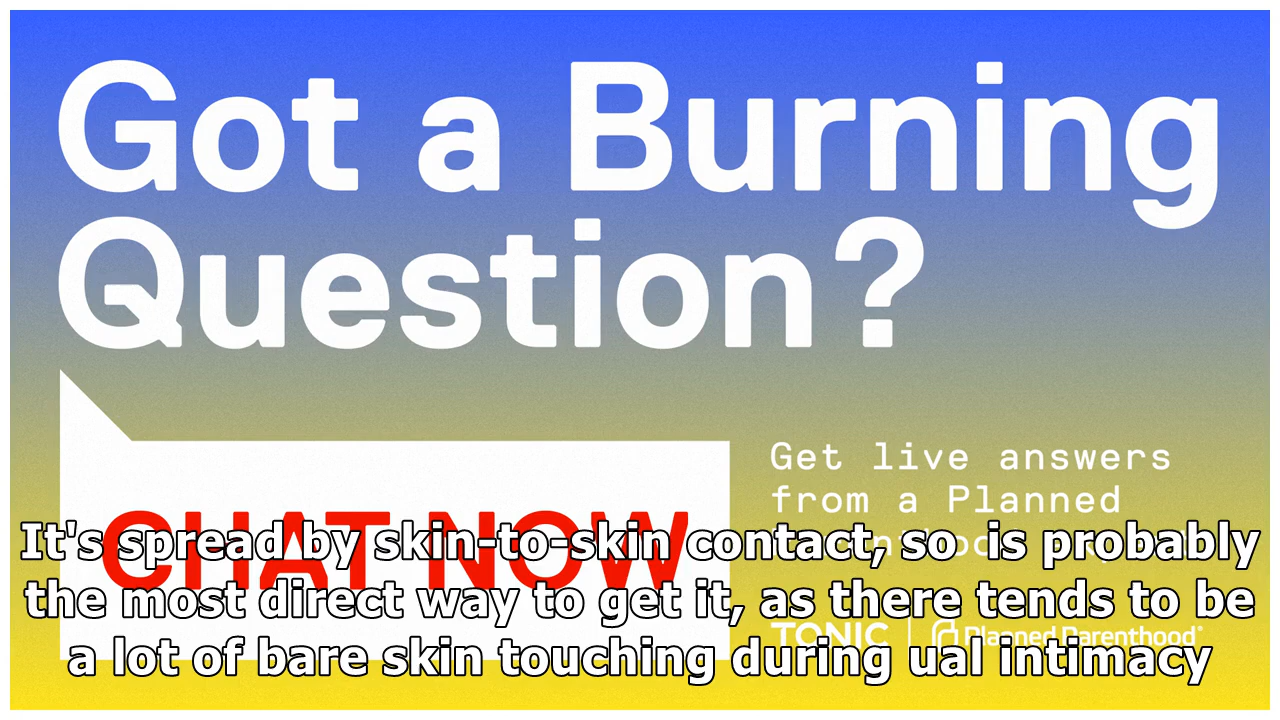 Got a Burning
Question?
CHAT NOW
Get live answers
from a Planned
It's spread by skin-to-skin contact, so is probably
the most direct way to get it, as there tends to be
TONIC | Planned Parenthood®
a lot of bare skin touching during ual intimacy